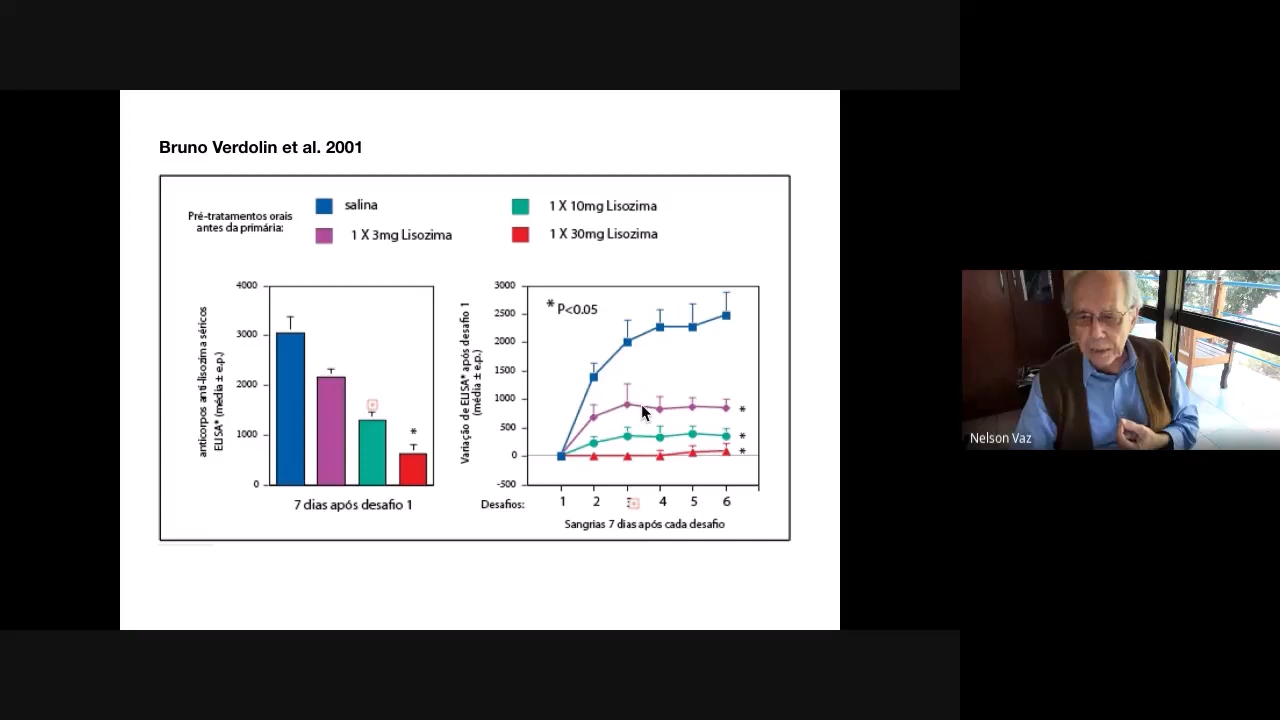 Bruno Verdolin et al. 2001
Pré-tratamentos orais
antes da primária:
salina
1 X 3mg Lisozima
1 X 10mg Lisozima
1 X 30mg Lisozima
anticorpos anti-lisozima séricos
ELISA* (média ± e.p.)
4000
3000
2000
1000
0
*
7 dias após desafio 1
Variação de ELISA* após desafio 1
(média ± e.p.)
3000
2500
2000
1500
1000
500
0
-500
* P<0.05
*
*
*
Desafios:
1 2 3 4 5 6
Sangrias 7 dias após cada desafio
Nelson Vaz